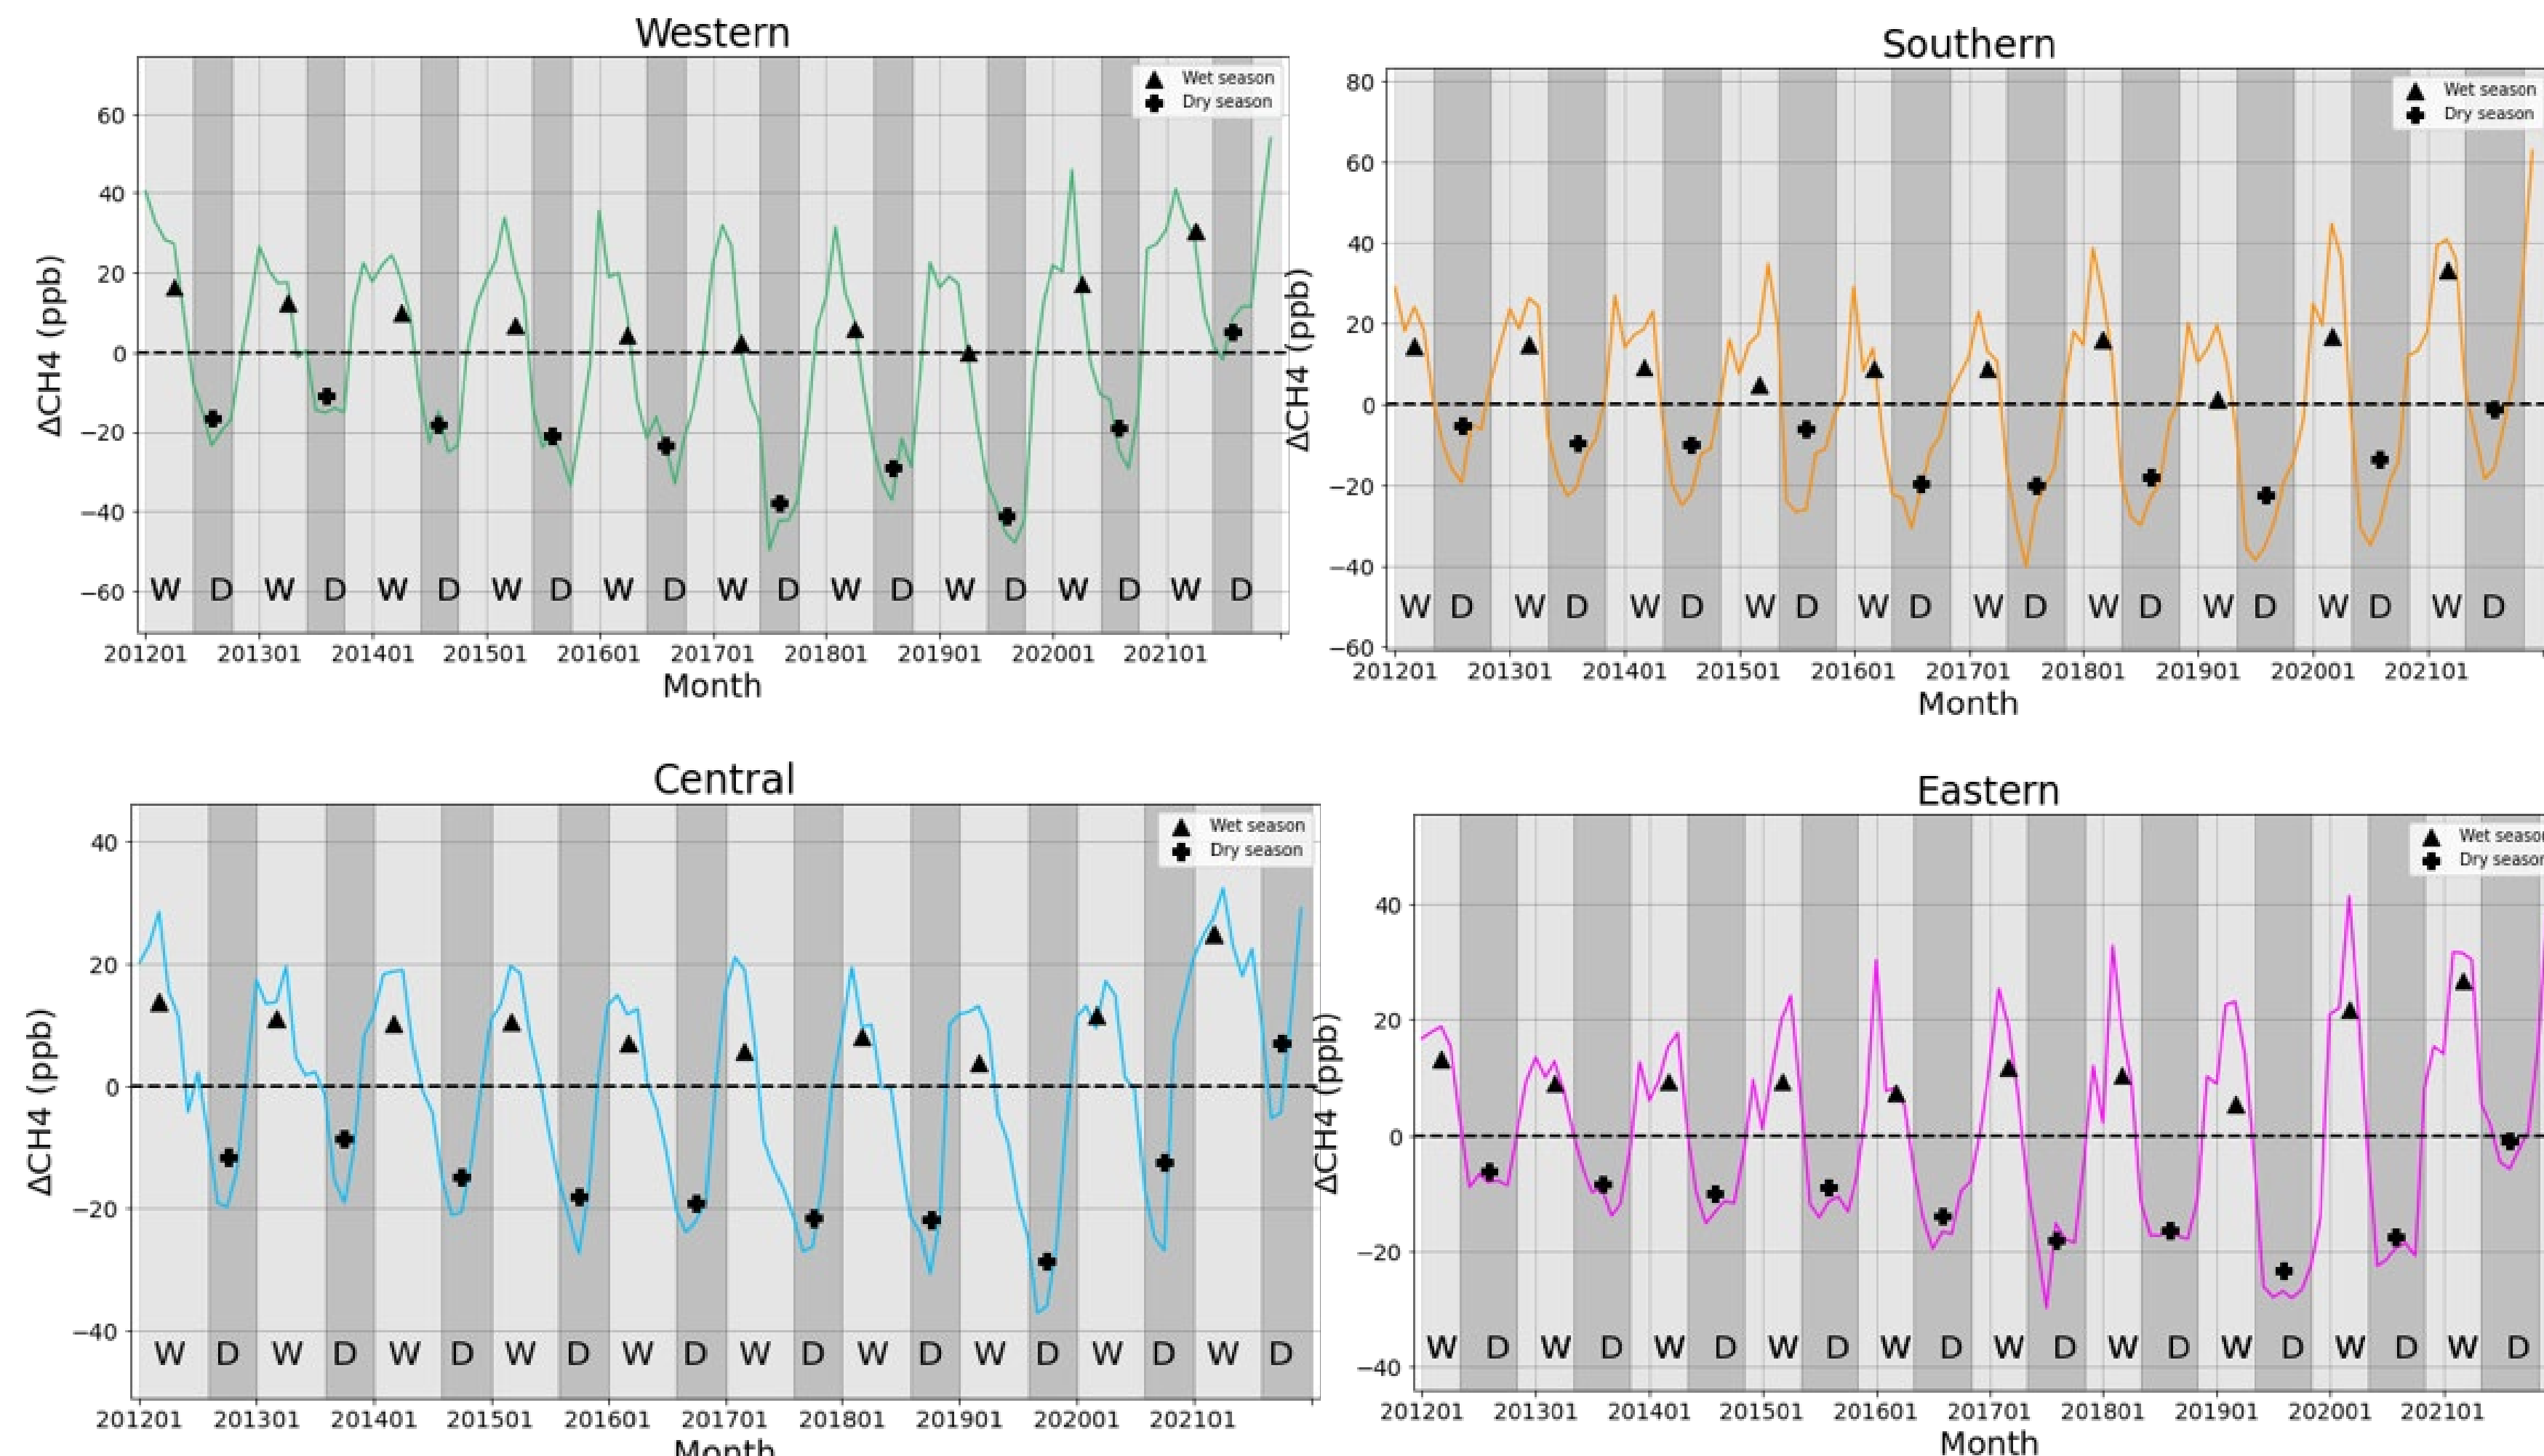 Western
Wet season
Dry season
60
40
20
0
−20
−40
−60
ΔCH4 (ppb)
W D W D W D W D W D W D W D W D W D W D
201201 201301 201401 201501 201601 201701 201801 201901 202001 202101
Month
Southern
Wet season
Dry season
80
60
40
20
0
−20
−40
−60
ΔCH4 (ppb)
W D W D W D W D W D W D W D W D W D W D
201201 201301 201401 201501 201601 201701 201801 201901 202001 202101
Month
Central
Wet season
Dry season
40
20
0
−20
−40
ΔCH4 (ppb)
W D W D W D W D W D W D W D W D W D W D
201201 201301 201401 201501 201601 201701 201801 201901 202001 202101
Month
Eastern
Wet season
Dry season
40
20
0
−20
−40
ΔCH4 (ppb)
W D W D W D W D W D W D W D W D W D W D
201201 201301 201401 201501 201601 201701 201801 201901 202001 202101
Month